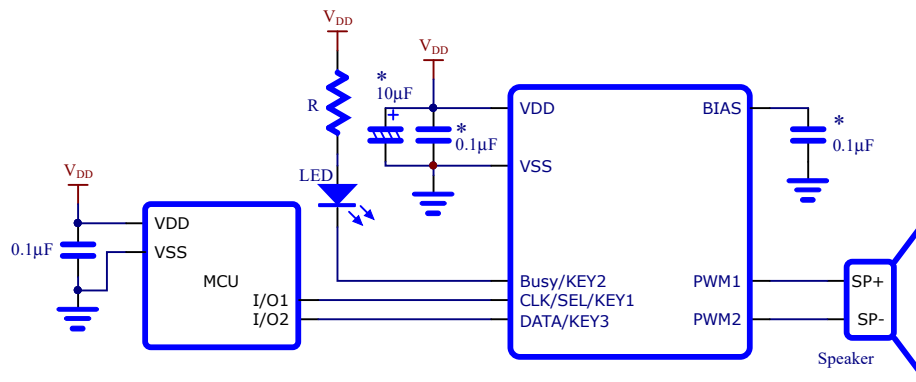 VDD
VDD
VDD
R
*
10μF
+
*
0.1μF
LED
VDD
VSS
BIAS
*
0.1μF
VDD
0.1μF
VDD
VSS
MCU
I/O1
I/O2
Busy/KEY2
CLK/SEL/KEY1
DATA/KEY3
PWM1
PWM2
SP+
SP-
Speaker